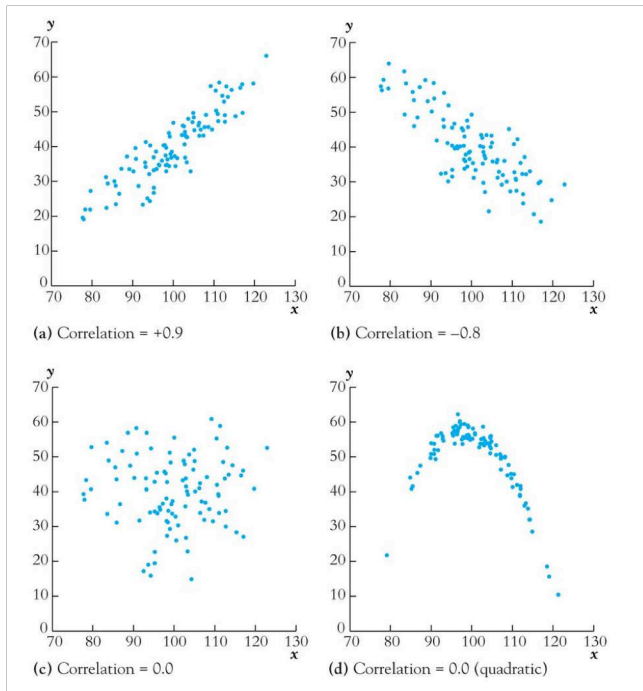 y
70
60
50
40
30
20
10
0
70 80 90 100 110 120 130
x
(a) Correlation = +0.9
y
70
60
50
40
30
20
10
0
70 80 90 100 110 120 130
x
(b) Correlation = –0.8
y
70
60
50
40
30
20
10
0
70 80 90 100 110 120 130
x
(c) Correlation = 0.0
y
70
60
50
40
30
20
10
0
70 80 90 100 110 120 130
x
(d) Correlation = 0.0 (quadratic)